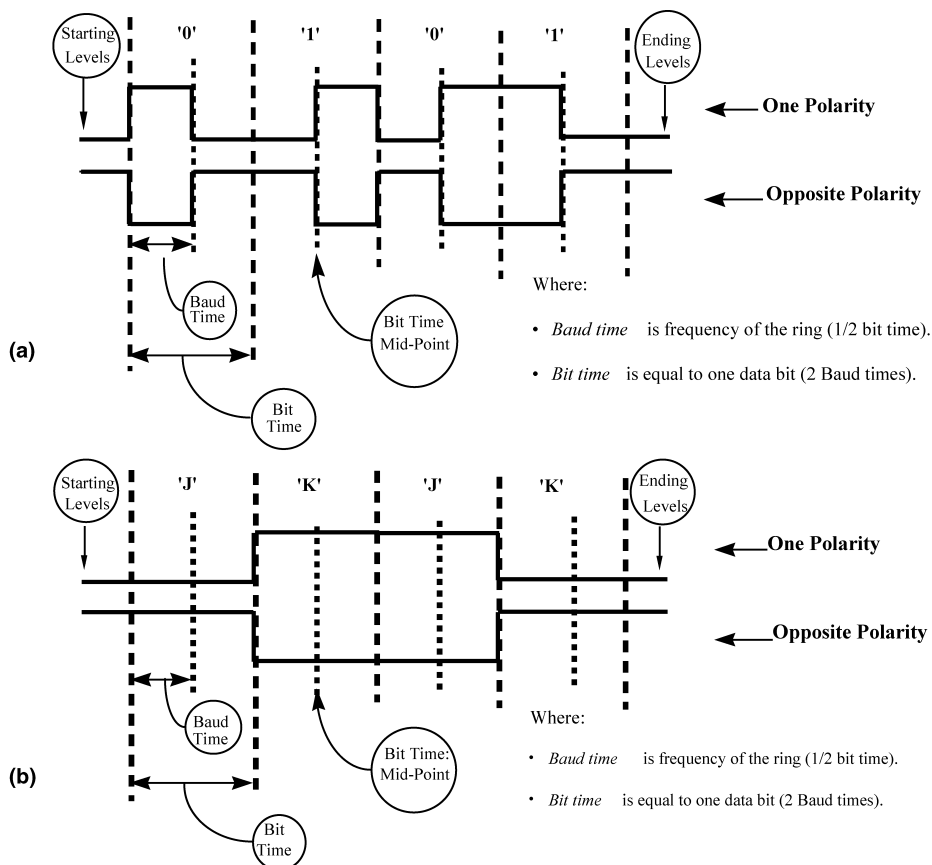 Starting
Levels
'0'
'1'
'0'
'1'
Ending
Levels
One Polarity
Opposite Polarity
Baud
Time
Bit Time
Mid-Point
Bit
Time
(a)
Where:
• Baud time is frequency of the ring (1/2 bit time).
• Bit time is equal to one data bit (2 Baud times).
Starting
Levels
'J'
'K'
'J'
'K'
Ending
Levels
One Polarity
Opposite Polarity
Baud
Time
Bit Time:
Mid-Point
Bit
Time
(b)
Where:
• Baud time is frequency of the ring (1/2 bit time).
• Bit time is equal to one data bit (2 Baud times).